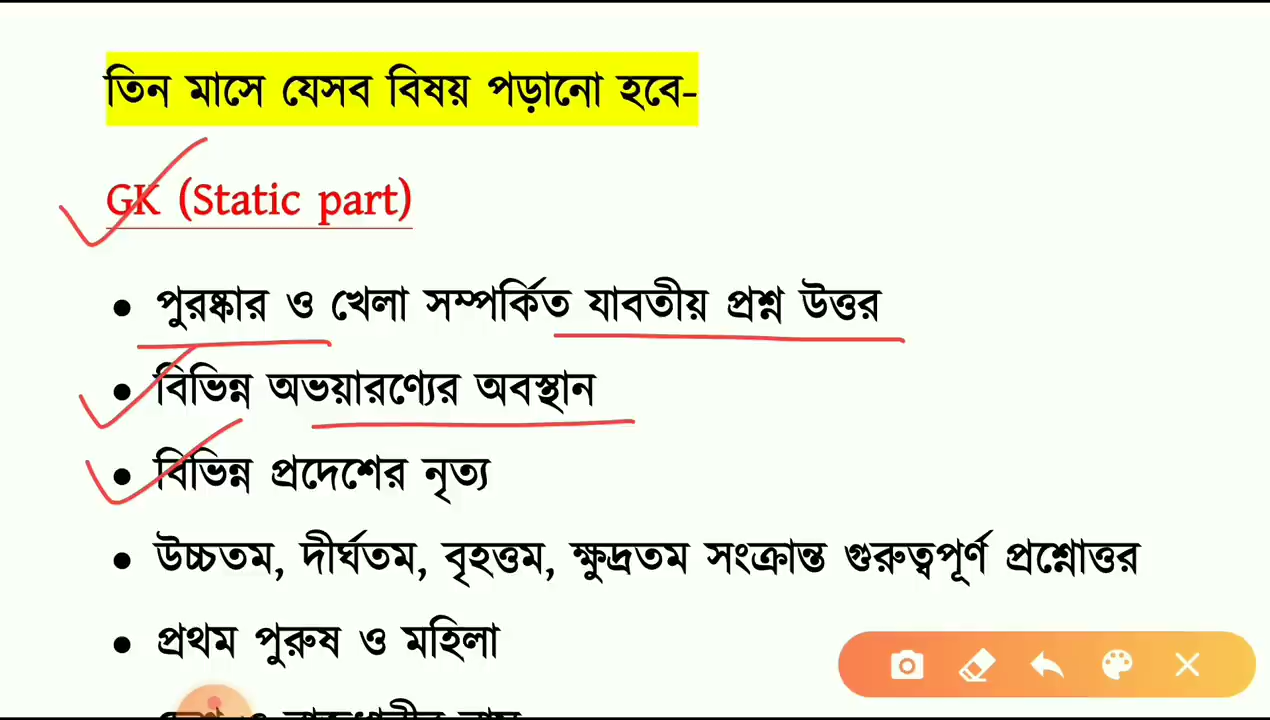 তিন মাসে যেসব বিষয় পড়ানো হবে-
GK (Static part)
• পুরষ্কার ও খেলা সম্পর্কিত যাবতীয় প্রশ্ন উত্তর
• বিভিন্ন অভয়ারণ্যের অবস্থান
• বিভিন্ন প্রদেশের নৃত্য
• উচ্চতম, দীর্ঘতম, বৃহত্তম, ক্ষুদ্রতম সংক্রান্ত গুরুত্বপূর্ণ প্রশ্নোত্তর
• প্রথম পুরুষ ও মহিলা